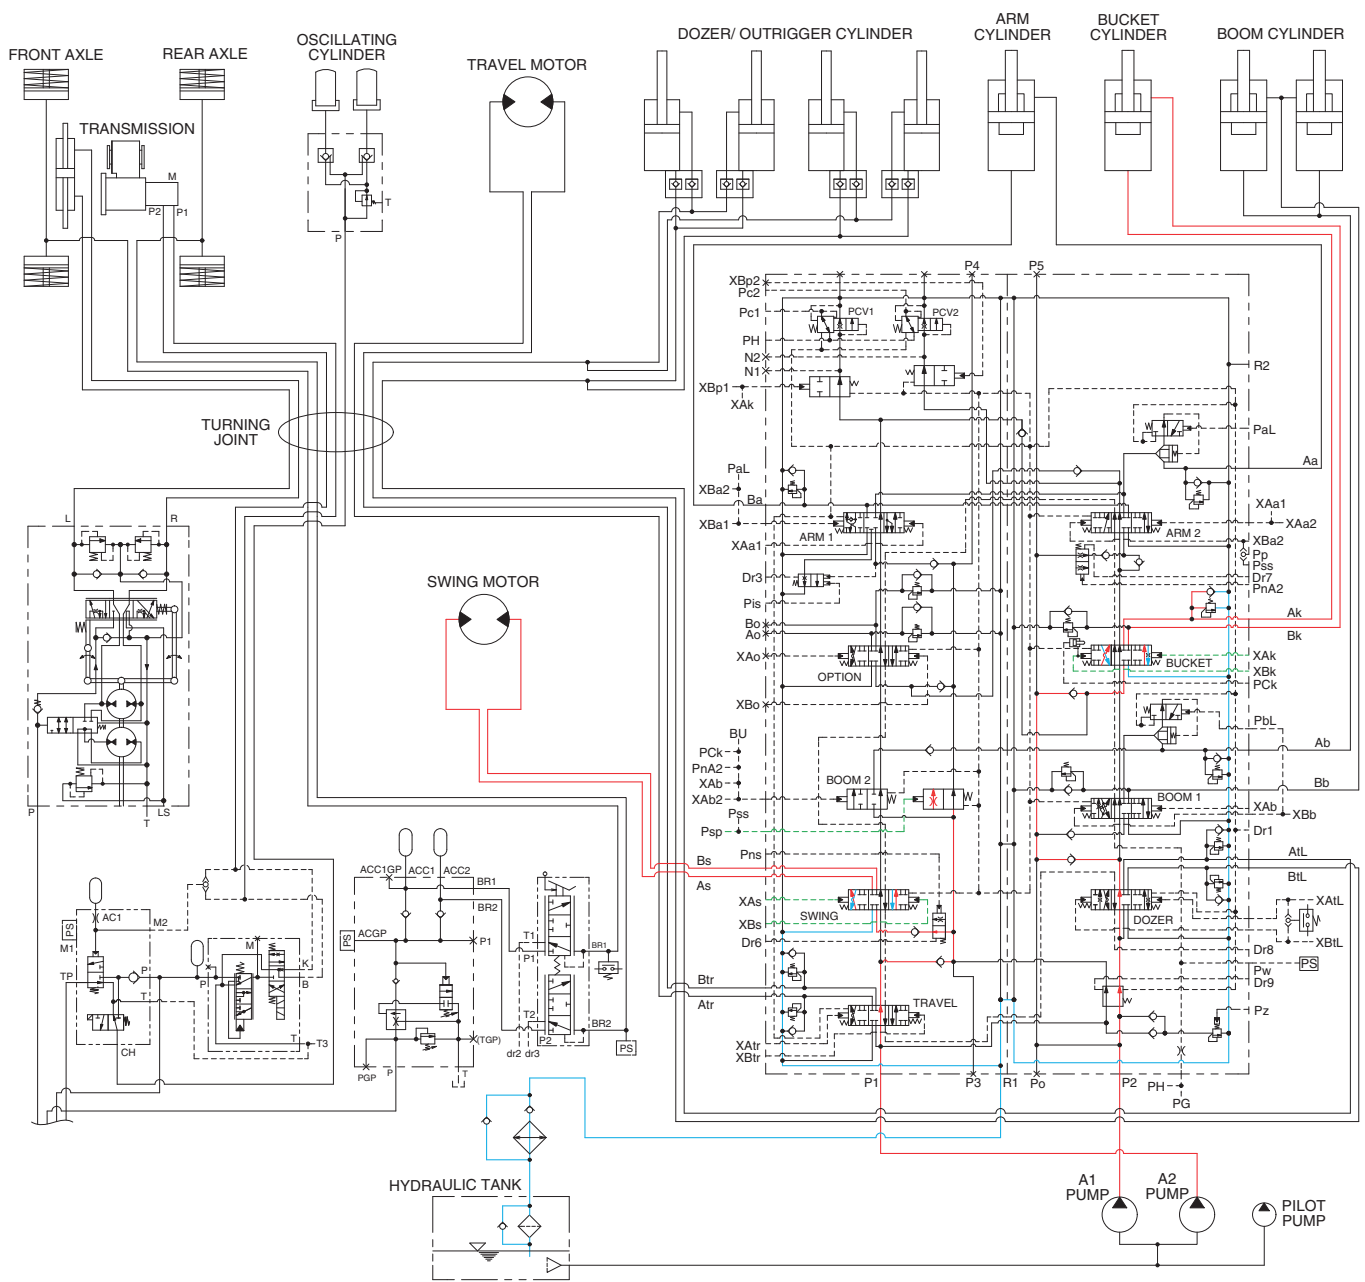 FRONT AXLE
REAR AXLE
OSCILLATING
CYLINDER
TRAVEL MOTOR
DOZER/ OUTRIGGER CYLINDER
ARM
CYLINDER
BUCKET
CYLINDER
BOOM CYLINDER
TRANSMISSION
M
P2 P1
T
P
TURNING
JOINT
P4
P5
XBp2
Pc2
Pc1
PH
N2
N1
XBp1
XAk
PCV1
PCV2
R2
PaL
Aa
PaL
XBa2
Ba
XBa1
XAa1
ARM 1
ARM 2
XAa1
XAa2
XBa2
Pp
Pss
Dr7
PnA2
Dr3
Pis
Bo
Ao
XAo
OPTION
XBo
Ak
Bk
BUCKET
XAk
XBk
PCk
L
R
SWING MOTOR
P
T
LS
BU
PCk
PnA2
XAb
XAb2
Pss
Psp
BOOM 2
PbL
Ab
Bb
BOOM 1
XAb
XBb
Dr1
AtL
BtL
Pns
Bs
As
XAs
SWING
XBs
Dr6
DOZER
XAtL
XBtL
Dr8
PS
Pw
Dr9
Pz
Btr
Atr
TRAVEL
XAtr
XBtr
P1
P3
R1
Po
P2
PH
PG
ACC1GP
ACC1
ACC2
BR1
BR2
PS
ACGP
P1
(TGP)
PGP
P
T
T1
P1
BR1
T2
P2
BR2
dr2
dr3
PS
AC1
M2
PS
M1
TP
P
T
CH
M
K
P
B
T
T3
HYDRAULIC TANK
A1
PUMP
A2
PUMP
PILOT
PUMP